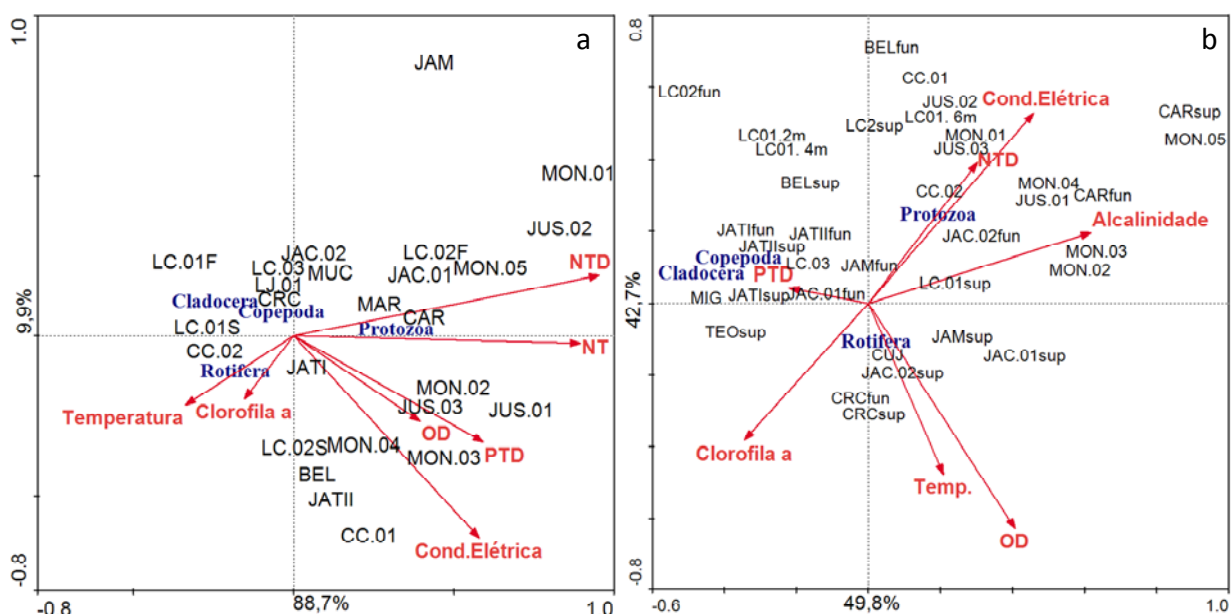 1.0
a
JAM
MON.01
JUS.02
JAC.02
LC.02F
LC.01F
LC.03
MUC
JAC.01
MON.05
NTD
LJ.01
Cladocera
CRC
Copepoda
MAR
CAR
Protozoa
LC.01S
NT
CC.02
Rotifera
JATI
Temperatura
Clorofila a
MON.02
JUS.03
JUS.01
OD
LC.02S
MON.04
PTD
MON.03
BEL
JATII
CC.01
Cond.Elétrica
9,9%
-0.8
-0.8
88,7%
1.0
0.8
b
BELfun
CC.01
LC02fun
JUS.02
Cond.Elétrica
CARsup
LC01. 6m
LC2sup
LC01.2m
MON.01
MON.05
LC01. 4m
JUS.03
NTD
BELsup
MON.04
CC.02
JUS.01
CARfun
Protozoa
Alcalinidade
JATIfun
JATIIfun
JAC.02fun
JATIIsup
MON.03
Copepoda
LC.03
JAMfun
MON.02
Cladocera
PTD
LC.01sup
MIG
JATIsup
JAC.01fun
TEOsup
Rotifera
JAMsup
CUJ
JAC.01sup
JAC.02sup
CRCfun
CRCsup
Clorofila a
Temp.
OD
42,7%
-0.8
-0.6
49,8%
1.0